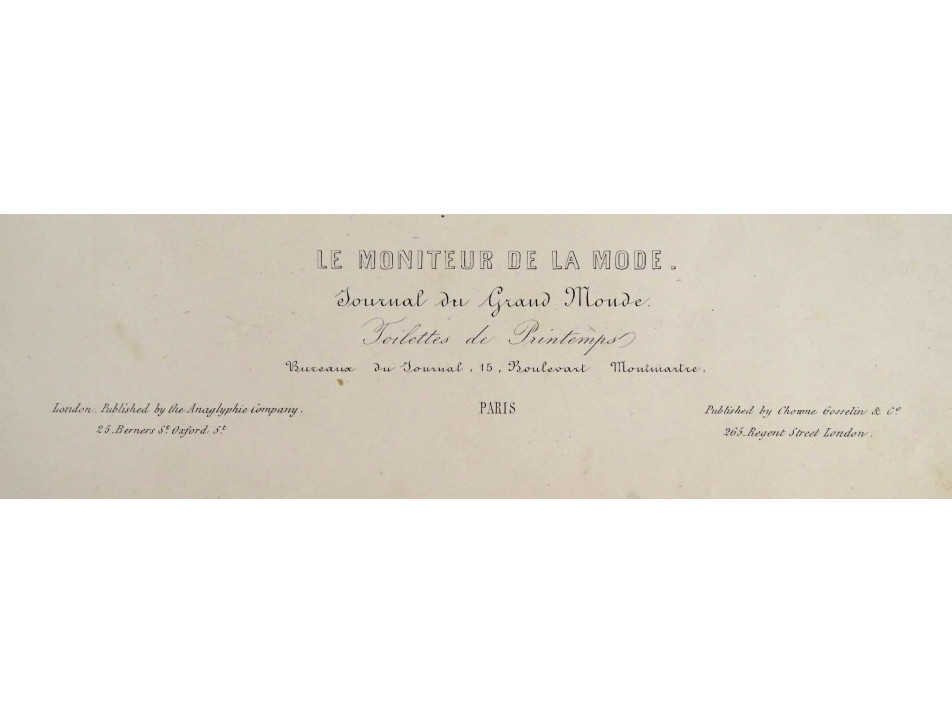 LE MONITEUR DE LA MODE.
Journal du Grand Monde.
Toilettes de Printemps
Bureaux du Journal, 15, Boulevart Montmartre.
London. Published by the Anaglyphie Company.
PARIS
Published by Chowne Gosselin & Cº
25. Berners St. Oxford St.
265. Regent Street London.